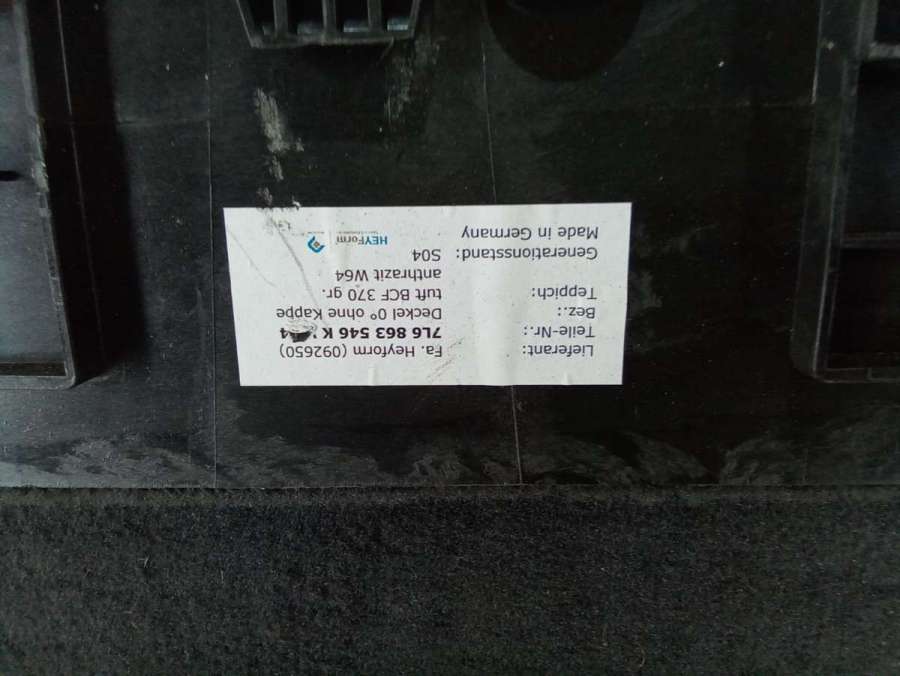 Lieferant: Fa. Heyform (092650)
Teile-Nr.: 7L6 863 546 K
Bez.: Deckel 0° ohne Kappe
Teppich: tuft BCF 370 gr.
anthrazit W64
Generationsstand: S04
Made in Germany
HEYForm